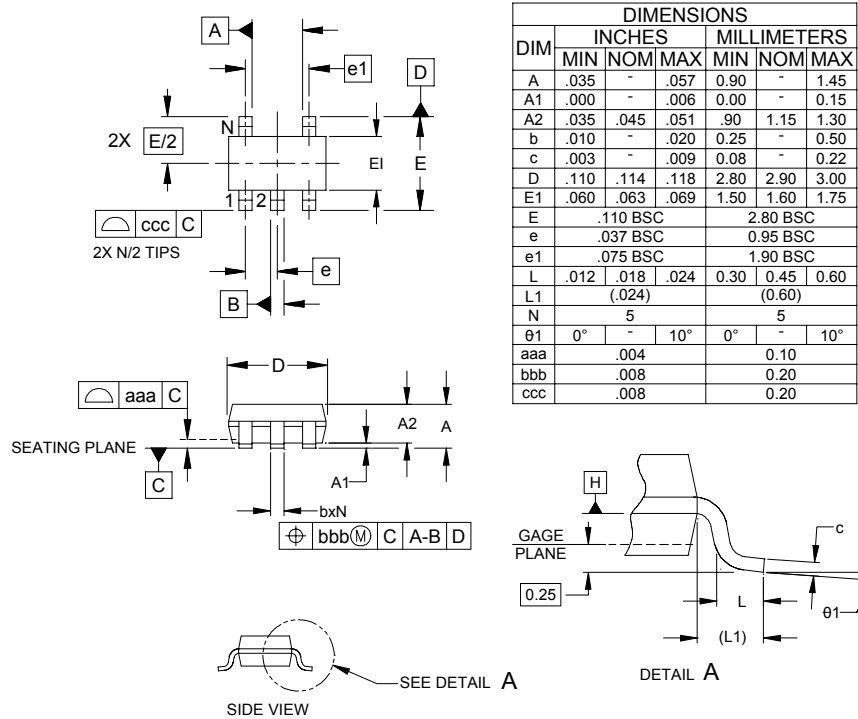 A
e1
D
N
2X E/2
EI
E
1 2
ccc C
2X N/2 TIPS
e
B
D
aaa C
A2 A
SEATING PLANE
C
A1
bxN
⌖ bbbⓂ C A-B D
SIDE VIEW
SEE DETAIL A
DIMENSIONS
DIM INCHES MILLIMETERS
MIN NOM MAX MIN NOM MAX
A .035 - .057 0.90 - 1.45
A1 .000 - .006 0.00 - 0.15
A2 .035 .045 .051 .90 1.15 1.30
b .010 - .020 0.25 - 0.50
c .003 - .009 0.08 - 0.22
D .110 .114 .118 2.80 2.90 3.00
E1 .060 .063 .069 1.50 1.60 1.75
E .110 BSC 2.80 BSC
e .037 BSC 0.95 BSC
e1 .075 BSC 1.90 BSC
L .012 .018 .024 0.30 0.45 0.60
L1 (.024) (0.60)
N 5 5
θ1 0° - 10° 0° - 10°
aaa .004 0.10
bbb .008 0.20
ccc .008 0.20
H
GAGE
PLANE
c
0.25
L
θ1
(L1)
DETAIL A